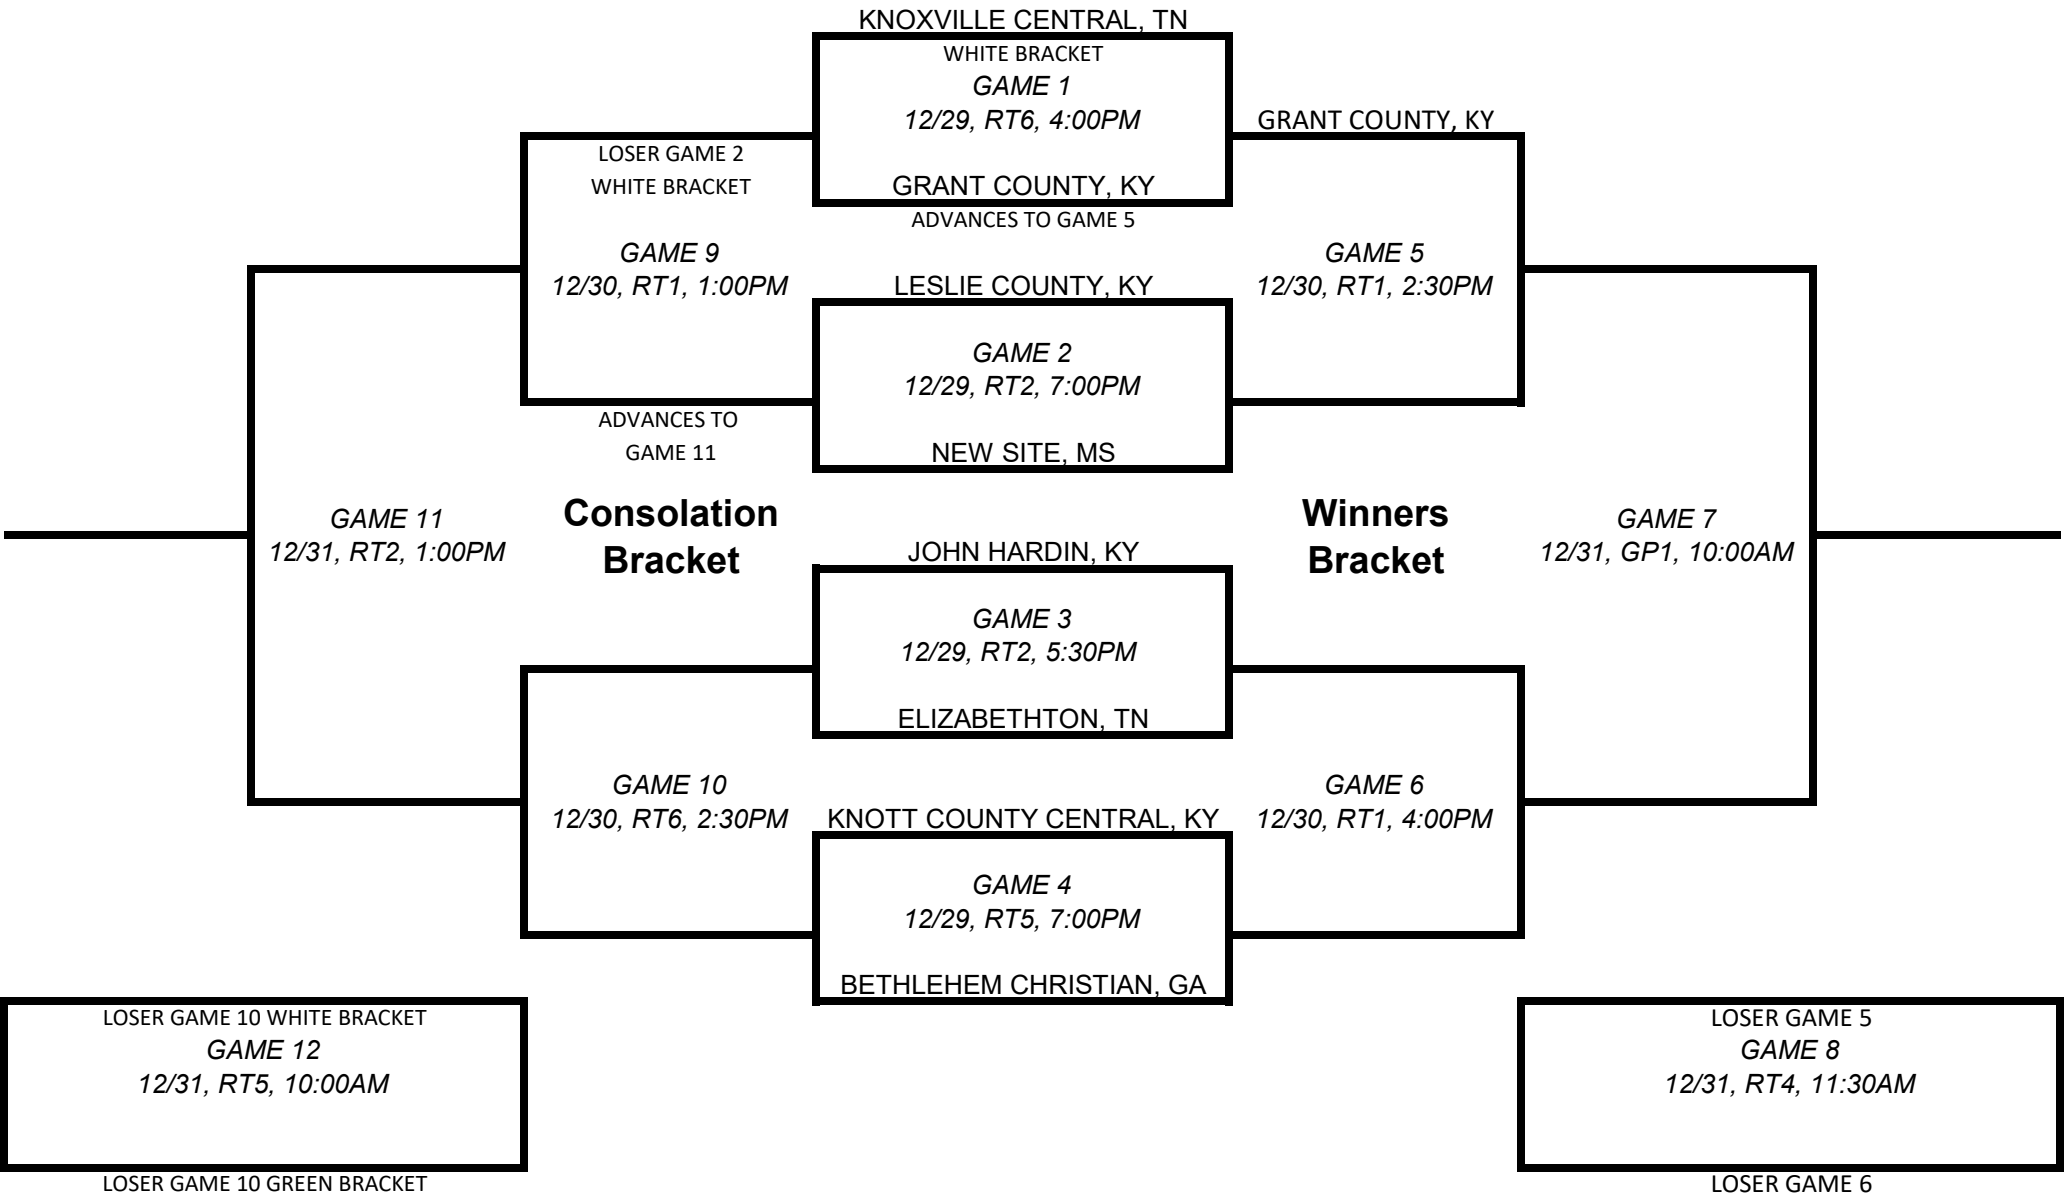 KNOXVILLE CENTRAL, TN
WHITE BRACKET
GAME 1
12/29, RT6, 4:00PM
GRANT COUNTY, KY
GRANT COUNTY, KY
ADVANCES TO GAME 5
LOSER GAME 2
WHITE BRACKET
GAME 9
12/30, RT1, 1:00PM
ADVANCES TO
GAME 11
LESLIE COUNTY, KY
GAME 2
12/29, RT2, 7:00PM
NEW SITE, MS
GAME 5
12/30, RT1, 2:30PM
GAME 11
12/31, RT2, 1:00PM
Consolation
Bracket
Winners
Bracket
GAME 7
12/31, GP1, 10:00AM
JOHN HARDIN, KY
GAME 3
12/29, RT2, 5:30PM
ELIZABETHTON, TN
GAME 10
12/30, RT6, 2:30PM
KNOTT COUNTY CENTRAL, KY
GAME 4
12/29, RT5, 7:00PM
BETHLEHEM CHRISTIAN, GA
GAME 6
12/30, RT1, 4:00PM
LOSER GAME 10 WHITE BRACKET
GAME 12
12/31, RT5, 10:00AM
LOSER GAME 10 GREEN BRACKET
LOSER GAME 5
GAME 8
12/31, RT4, 11:30AM
LOSER GAME 6